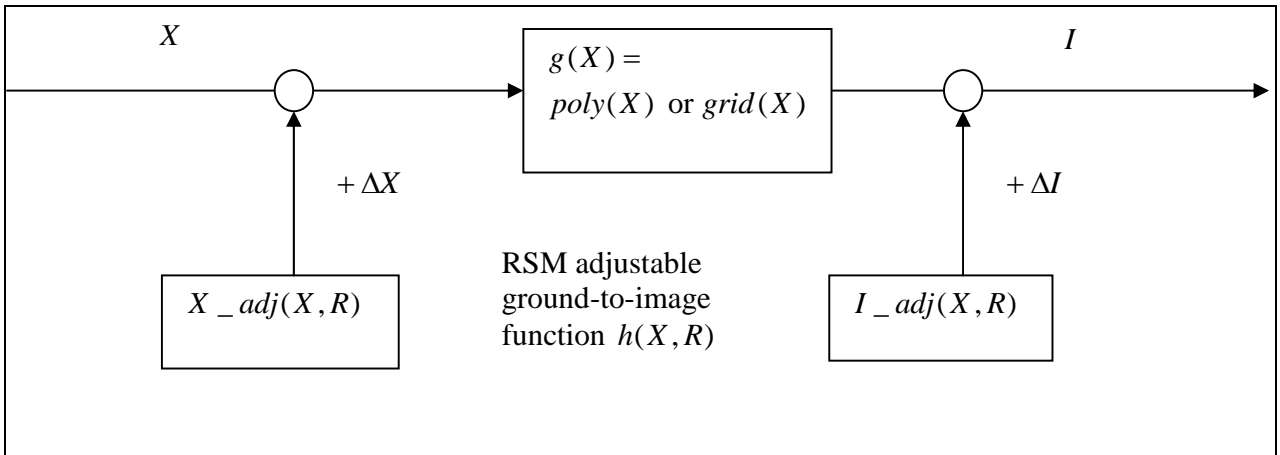 X
I
g(X) =
poly(X) or grid(X)
+ ΔX
+ ΔI
RSM adjustable
ground-to-image
function h(X, R)
X _ adj(X, R)
I _ adj(X, R)